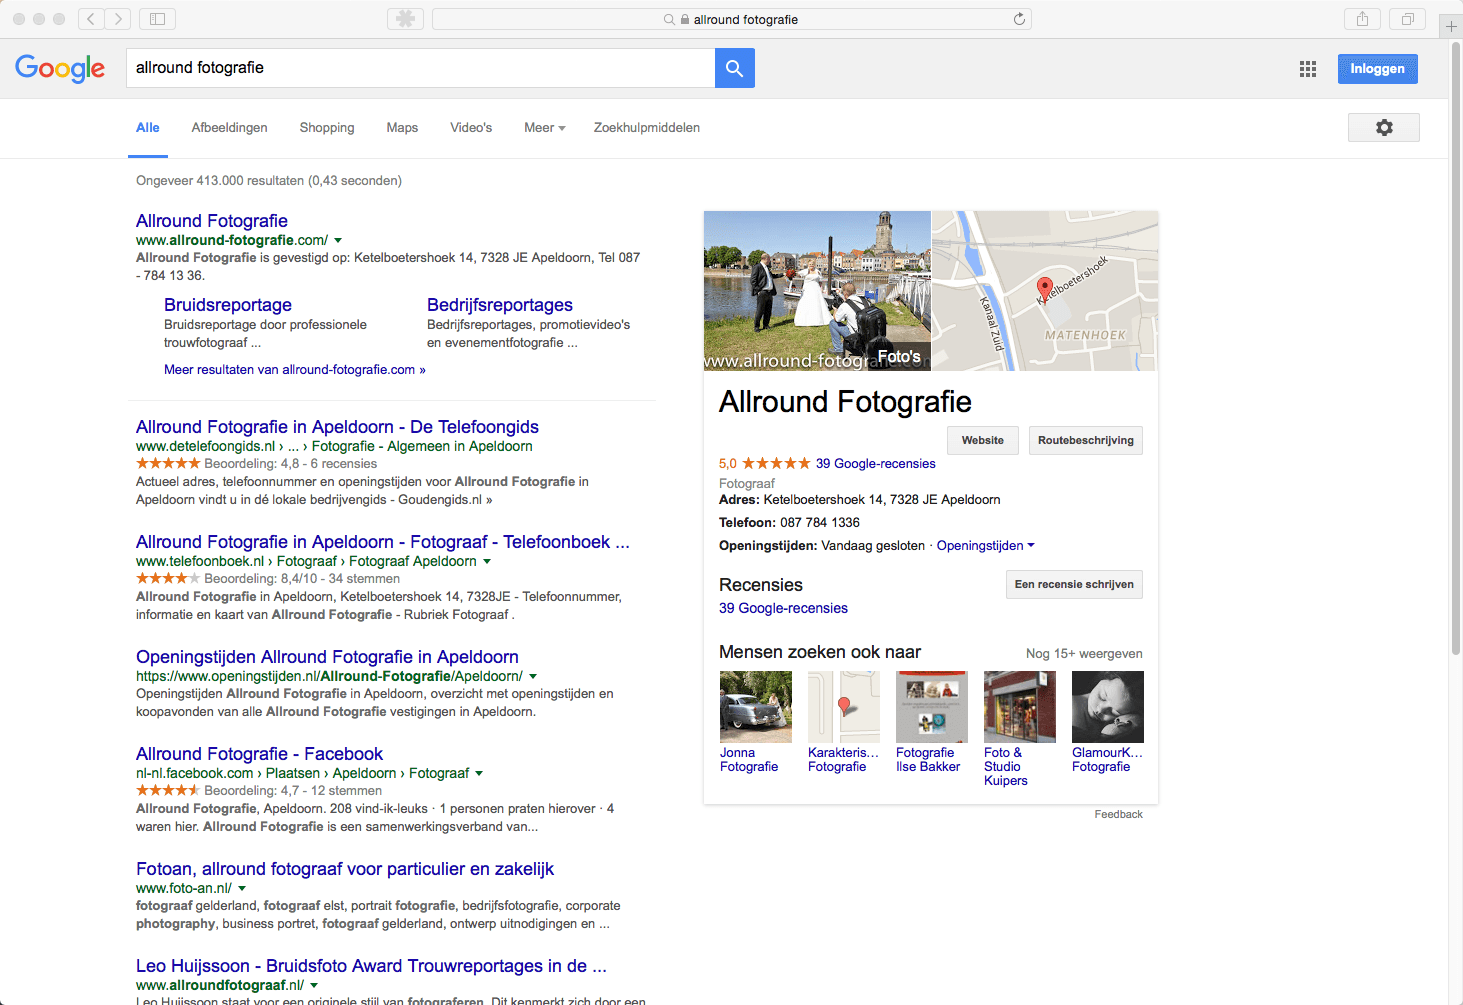 allround fotografie
Google
allround fotografie
Inloggen
Alle
Afbeeldingen
Shopping
Maps
Video's
Meer
Zoekhulpmiddelen
Ongeveer 413.000 resultaten (0,43 seconden)
Allround Fotografie
www.allround-fotografie.com/
Allround Fotografie is gevestigd op: Ketelboetershoek 14, 7328 JE Apeldoorn, Tel 087
- 784 13 36.
Bruidsreportage
Bruidsreportage door professionele
trouwfotograaf ...
Bedrijfsreportages
Bedrijfsreportages, promotievideo's
en evenementfotografie ...
Meer resultaten van allround-fotografie.com »
Allround Fotografie in Apeldoorn - De Telefoongids
www.detelefoongids.nl › ... › Fotografie - Algemeen in Apeldoorn
Beoordeling: 4,8 - 6 recensies
Actueel adres, telefoonnummer en openingstijden voor Allround Fotografie in
Apeldoorn vindt u in dé lokale bedrijvengids - Goudengids.nl »
Allround Fotografie in Apeldoorn - Fotograaf - Telefoonboek ...
www.telefoonboek.nl › Fotograaf › Fotograaf Apeldoorn
Beoordeling: 8,4/10 - 34 stemmen
Allround Fotografie in Apeldoorn, Ketelboetershoek 14, 7328JE - Telefoonnummer,
informatie en kaart van Allround Fotografie - Rubriek Fotograaf .
Openingstijden Allround Fotografie in Apeldoorn
https://www.openingstijden.nl/Allround-Fotografie/Apeldoorn/
Openingstijden Allround Fotografie in Apeldoorn, overzicht met openingstijden en
koopavonden van alle Allround Fotografie vestigingen in Apeldoorn.
Allround Fotografie - Facebook
nl-nl.facebook.com › Plaatsen › Apeldoorn › Fotograaf
Beoordeling: 4,7 - 12 stemmen
Allround Fotografie, Apeldoorn. 208 vind-ik-leuks · 1 personen praten hierover · 4
waren hier. Allround Fotografie is een samenwerkingsverband van...
Fotoan, allround fotograaf voor particulier en zakelijk
www.foto-an.nl/
fotograaf gelderland, fotograaf elst, portrait fotografie, bedrijfsfotografie, corporate
photography, business portret, fotograaf gelderland, ontwerp uitnodigingen en ...
Leo Huijssoon - Bruidsfoto Award Trouwreportages in de ...
www.allroundfotograaf.nl/
Leo Huijssoon staat voor een originele stijl van fotograferen. Dit kenmerkt zich door een
www.allround-fotografie.com
Foto's
Ketelboetershoek
Kanaal Zuid
MATENHOEK
Allround Fotografie
Website
Routebeschrijving
5,0 39 Google-recensies
Fotograaf
Adres: Ketelboetershoek 14, 7328 JE Apeldoorn
Telefoon: 087 784 1336
Openingstijden: Vandaag gesloten · Openingstijden
Recensies
Een recensie schrijven
39 Google-recensies
Mensen zoeken ook naar
Nog 15+ weergeven
Jonna
Fotografie
Karakteris...
Fotografie
Fotografie
Ilse Bakker
Foto &
Studio
Kuipers
GlamourK...
Fotografie
Feedback